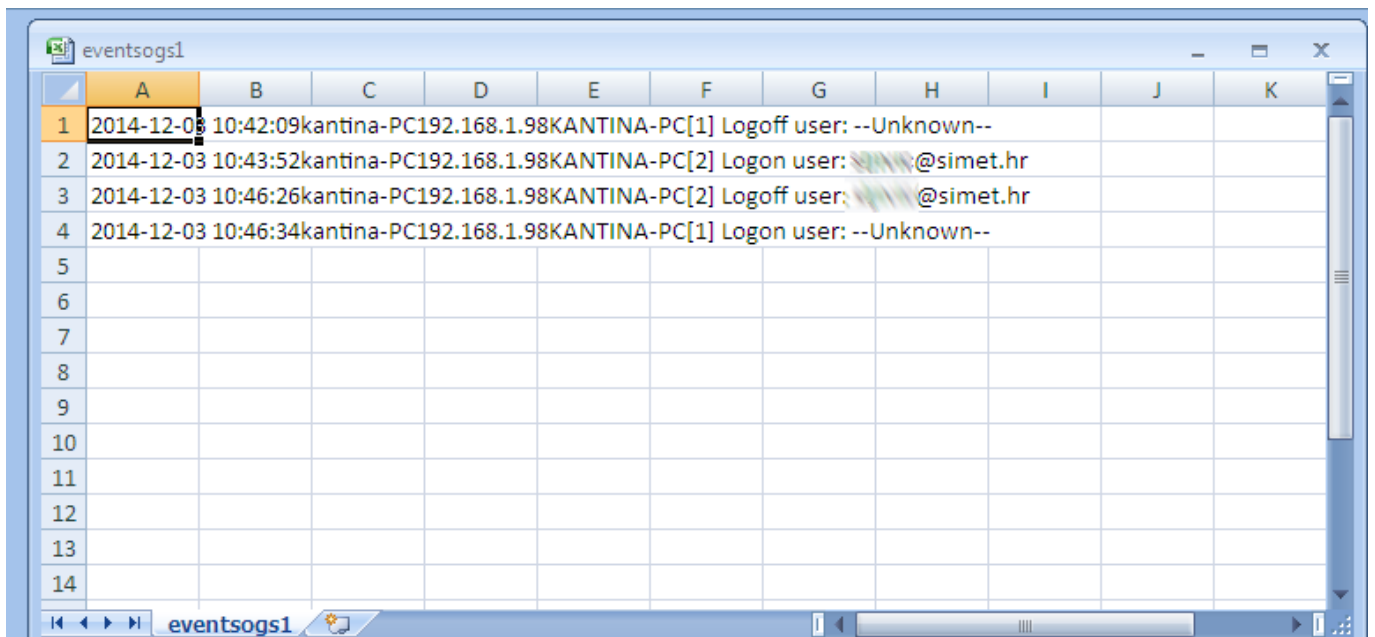 eventsogs1
A B C D E F G H I J K
1 2014-12-03 10:42:09kantina-PC192.168.1.98KANTINA-PC[1] Logoff user: --Unknown--
2 2014-12-03 10:43:52kantina-PC192.168.1.98KANTINA-PC[2] Logon user: @simet.hr
3 2014-12-03 10:46:26kantina-PC192.168.1.98KANTINA-PC[2] Logoff user: @simet.hr
4 2014-12-03 10:46:34kantina-PC192.168.1.98KANTINA-PC[1] Logon user: --Unknown--
5
6
7
8
9
10
11
12
13
14
eventsogs1